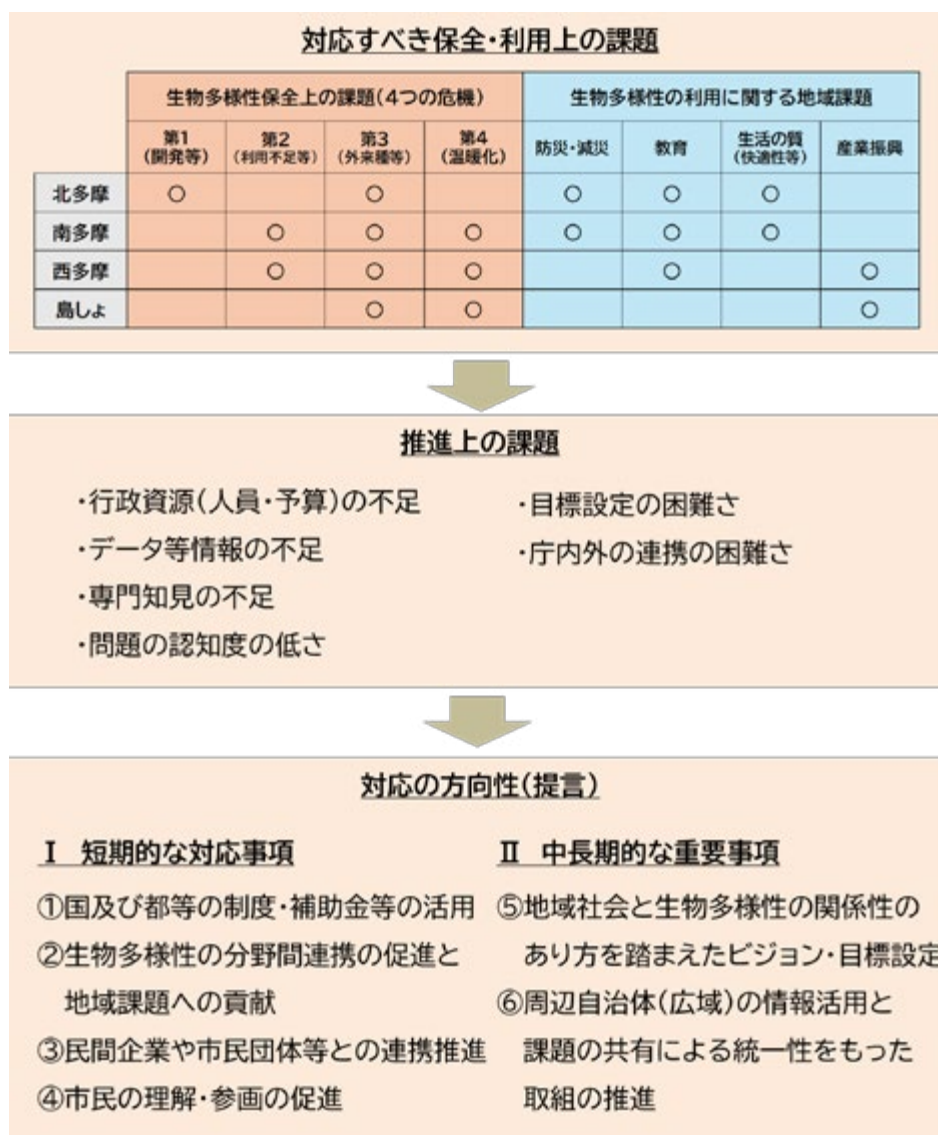 対応すべき保全・利用上の課題
生物多様性保全上の課題(4つの危機) 生物多様性の利用に関する地域課題
第1 (開発等) 第2 (利用不足等) 第3 (外来種等) 第4 (温暖化) 防災・減災 教育 生活の質 (快適性等) 産業振興
北多摩 ○ ○ ○ ○ ○
南多摩 ○ ○ ○ ○ ○ ○
西多摩 ○ ○ ○ ○ ○
島しょ ○ ○ ○
推進上の課題
・行政資源(人員・予算)の不足
・データ等情報の不足
・専門知見の不足
・問題の認知度の低さ
・目標設定の困難さ
・庁内外の連携の困難さ
対応の方向性(提言)
Ⅰ 短期的な対応事項
①国及び都等の制度・補助金等の活用
②生物多様性の分野間連携の促進と
地域課題への貢献
③民間企業や市民団体等との連携推進
④市民の理解・参画の促進
Ⅱ 中長期的な重要事項
⑤地域社会と生物多様性の関係性の
あり方を踏まえたビジョン・目標設定
⑥周辺自治体(広域)の情報活用と
課題の共有による統一性をもった
取組の推進